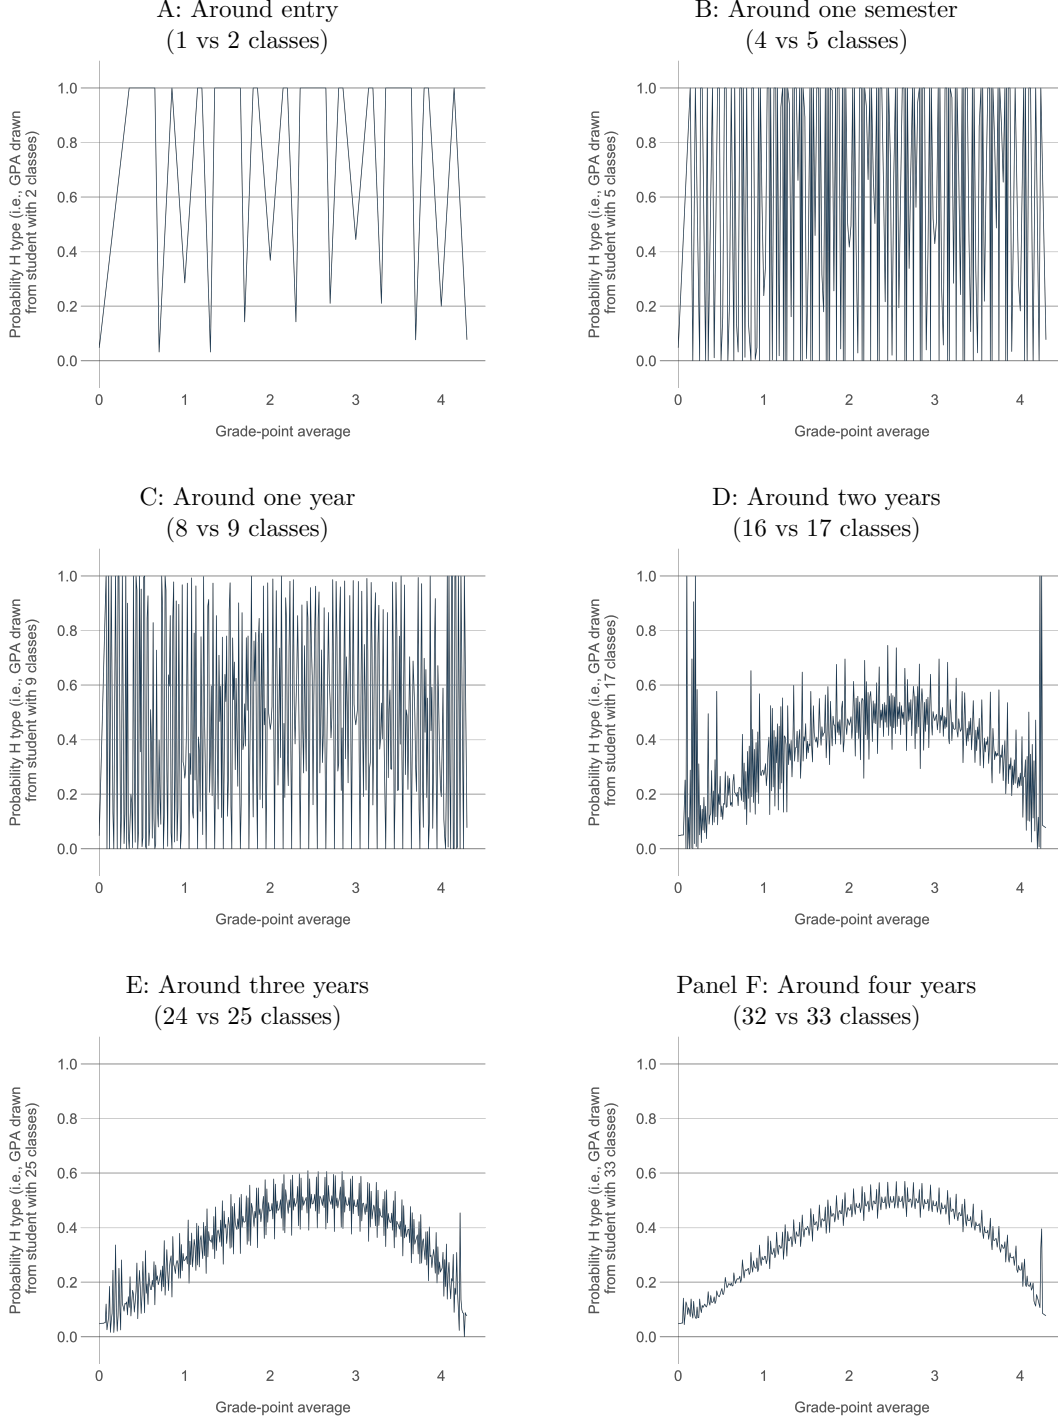 A: Around entry
(1 vs 2 classes)
Probability H type (i.e., GPA drawn
from student with 2 classes)
1.0
0.8
0.6
0.4
0.2
0.0
0 1 2 3 4
Grade-point average
B: Around one semester
(4 vs 5 classes)
Probability H type (i.e., GPA drawn
from student with 5 classes)
1.0
0.8
0.6
0.4
0.2
0.0
0 1 2 3 4
Grade-point average
C: Around one year
(8 vs 9 classes)
Probability H type (i.e., GPA drawn
from student with 9 classes)
1.0
0.8
0.6
0.4
0.2
0.0
0 1 2 3 4
Grade-point average
D: Around two years
(16 vs 17 classes)
Probability H type (i.e., GPA drawn
from student with 17 classes)
1.0
0.8
0.6
0.4
0.2
0.0
0 1 2 3 4
Grade-point average
E: Around three years
(24 vs 25 classes)
Probability H type (i.e., GPA drawn
from student with 25 classes)
1.0
0.8
0.6
0.4
0.2
0.0
0 1 2 3 4
Grade-point average
Panel F: Around four years
(32 vs 33 classes)
Probability H type (i.e., GPA drawn
from student with 33 classes)
1.0
0.8
0.6
0.4
0.2
0.0
0 1 2 3 4
Grade-point average